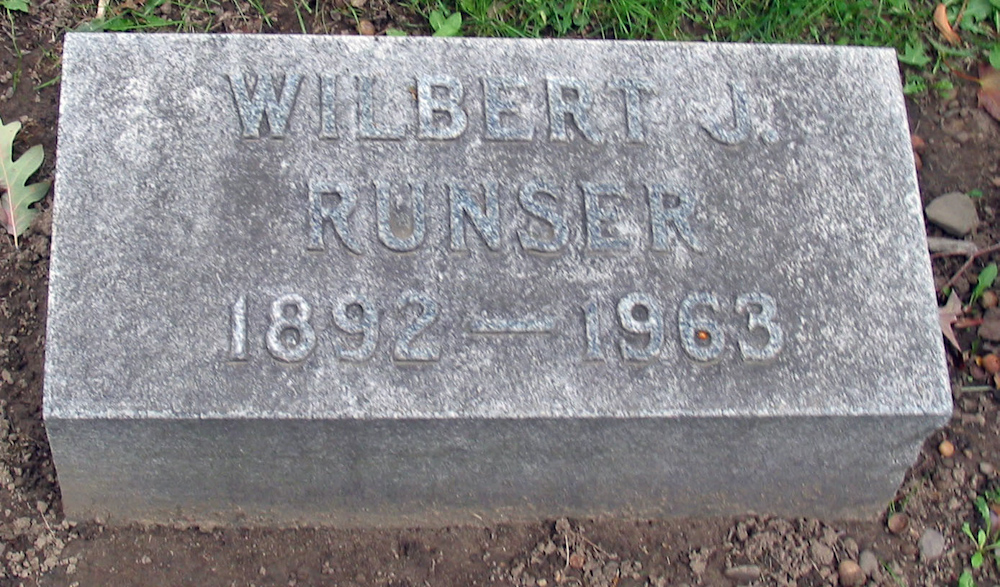 WILBERT J.
RUNSER
1892 — 1963